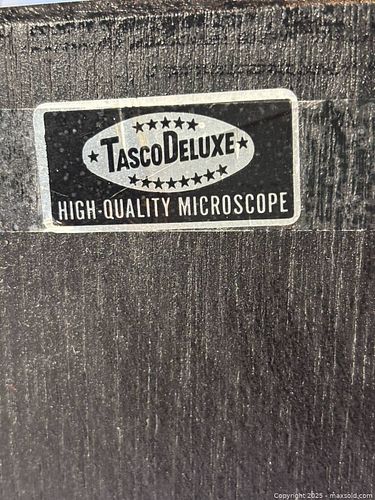 TASCODELUXE
HIGH-QUALITY MICROSCOPE
Copyright 2025 - maxsold.com